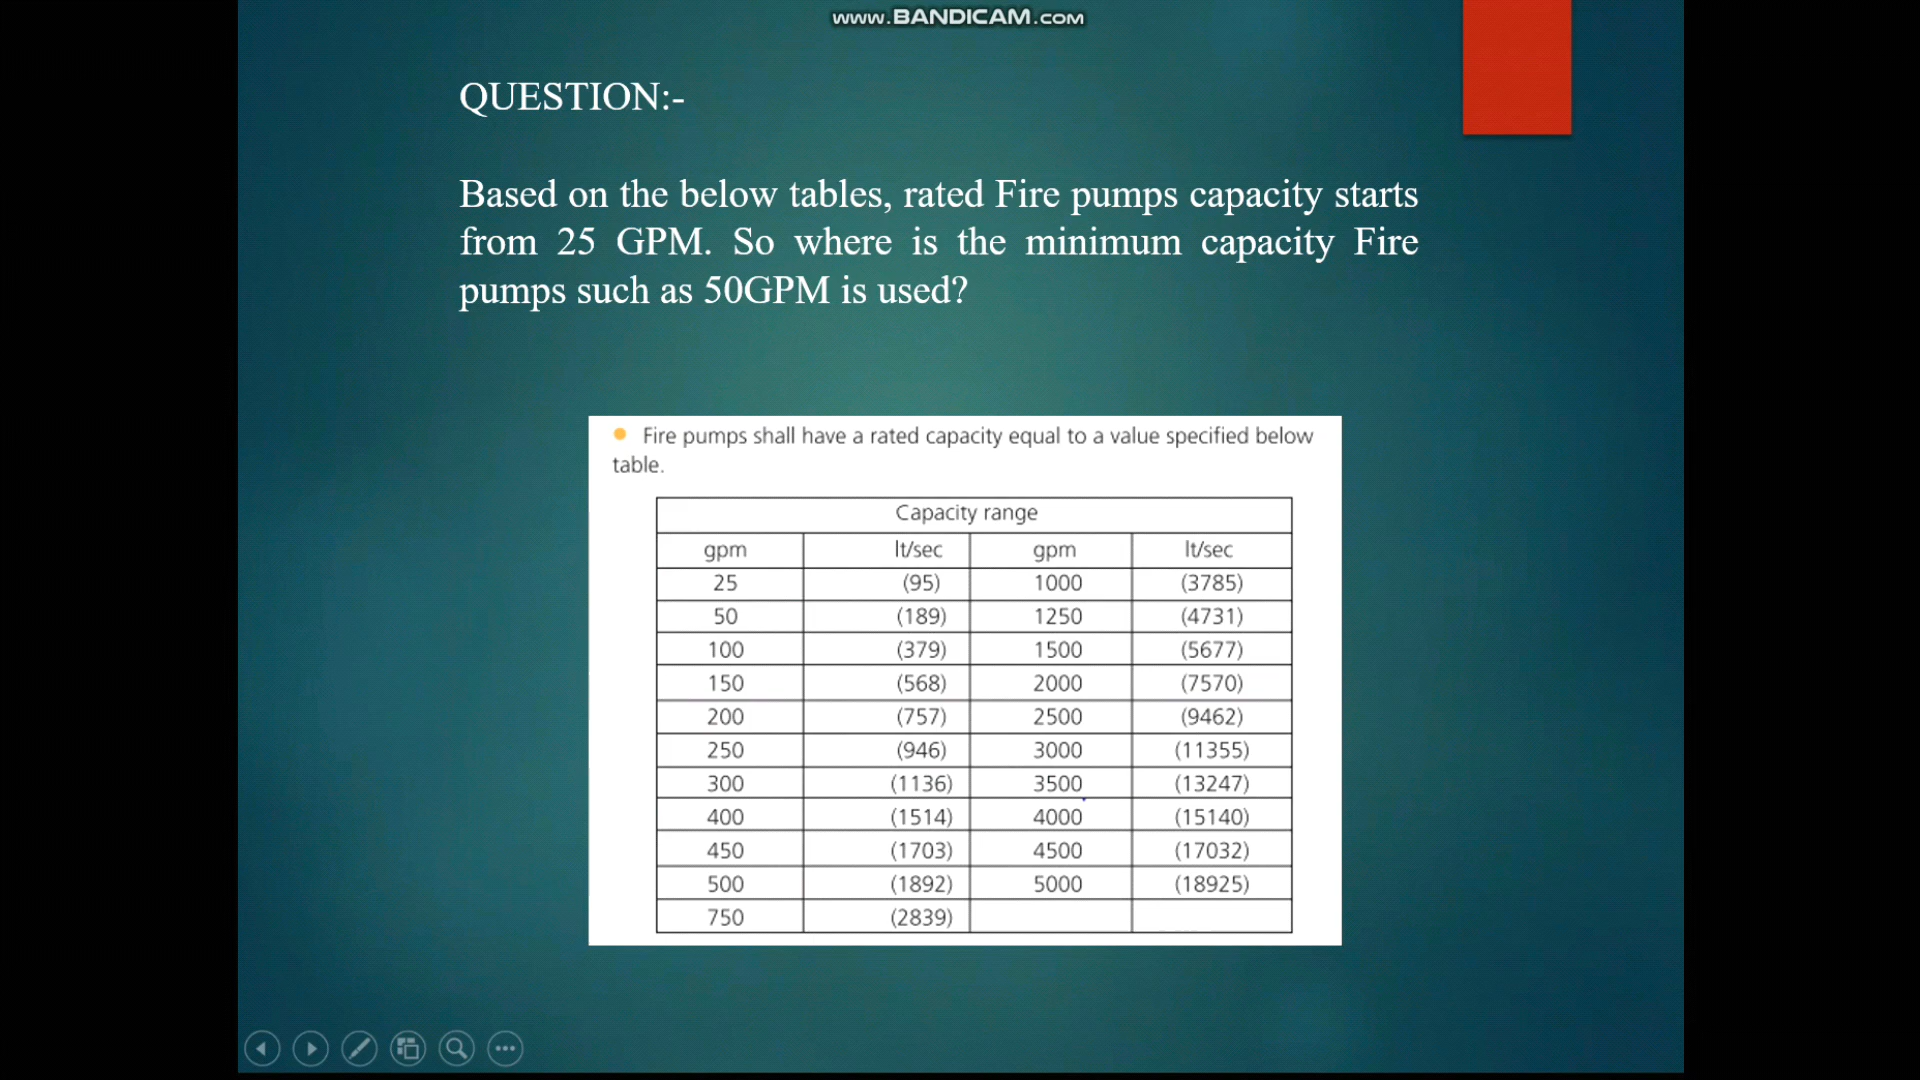 www.BANDICAM.com
QUESTION:-
Based on the below tables, rated Fire pumps capacity starts
from 25 GPM. So where is the minimum capacity Fire
pumps such as 50GPM is used?
Fire pumps shall have a rated capacity equal to a value specified below
table.
Capacity range
gpm lt/sec gpm lt/sec
25 (95) 1000 (3785)
50 (189) 1250 (4731)
100 (379) 1500 (5677)
150 (568) 2000 (7570)
200 (757) 2500 (9462)
250 (946) 3000 (11355)
300 (1136) 3500 (13247)
400 (1514) 4000 (15140)
450 (1703) 4500 (17032)
500 (1892) 5000 (18925)
750 (2839)